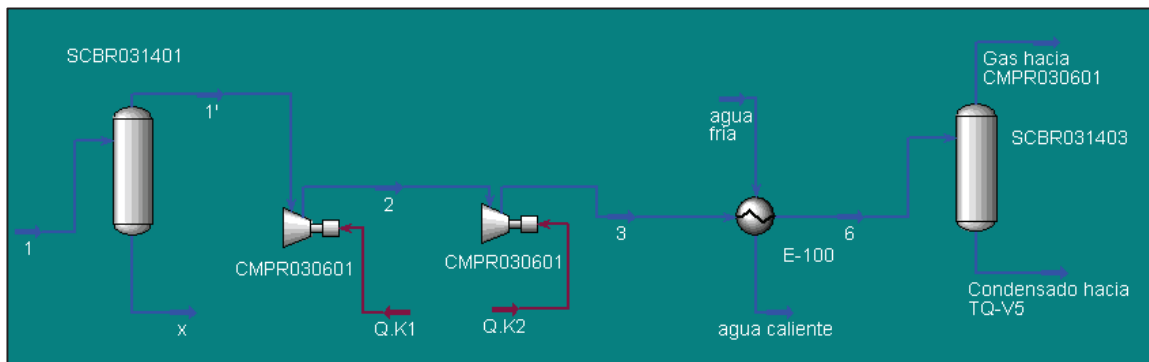 SCBR031401
1'
1
x
2
CMPR030601
Q.K1
CMPR030601
Q.K2
3
agua
fría
E-100
agua caliente
6
Gas hacia
CMPR030601
SCBR031403
Condensado hacia
TQ-V5